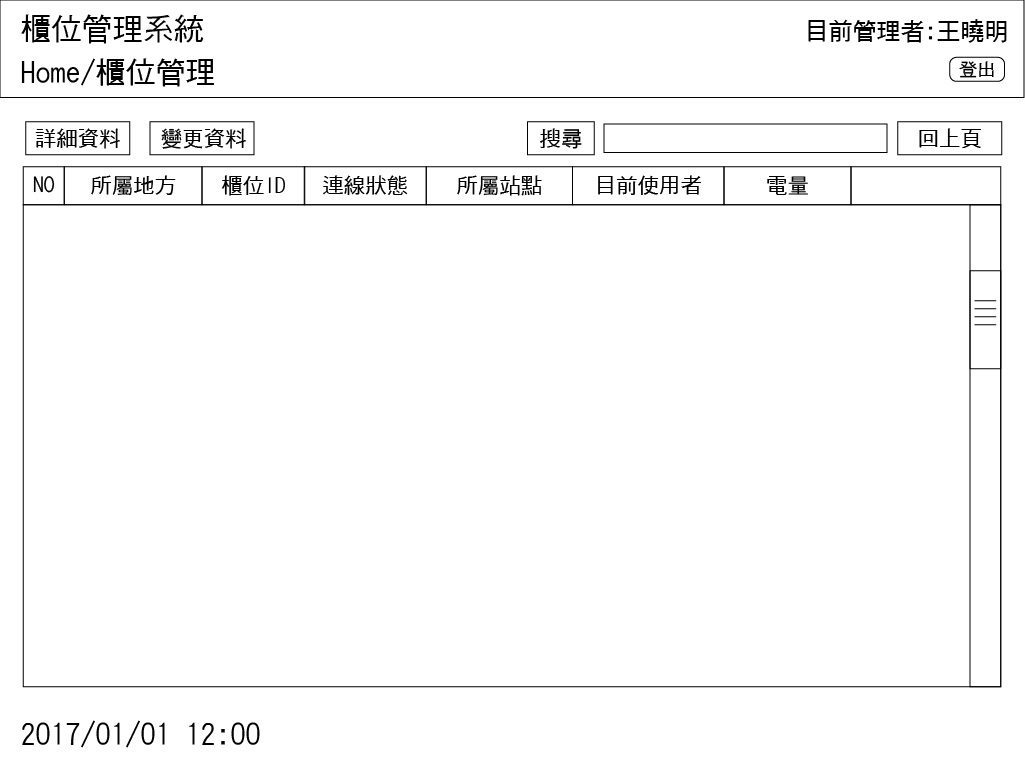 櫃位管理系統
目前管理者:王曉明
Home/櫃位管理
登出
詳細資料 變更資料 搜尋 回上頁
NO 所屬地方 櫃位ID 連線狀態 所屬站點 目前使用者 電量
2017/01/01 12:00